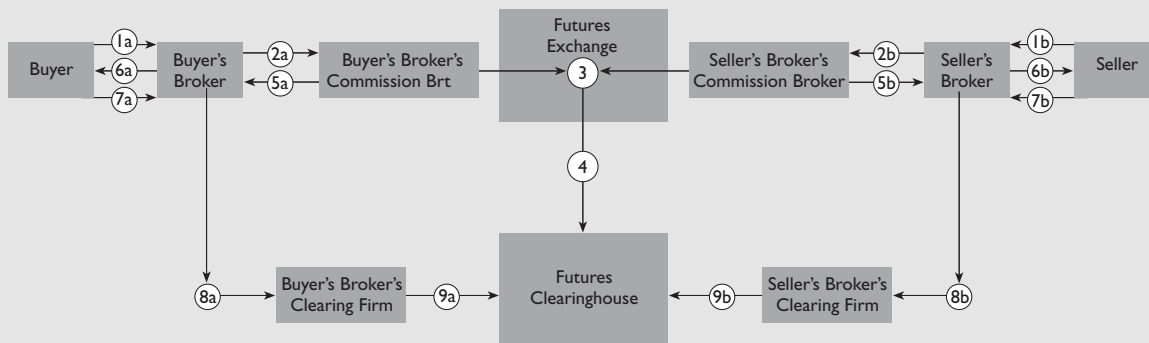 Futures
Exchange
1a
2a
2b
1b
Buyer
6a
Buyer's
Broker
5a
Buyer's Broker's
Commission Brt
3
Seller's Broker's
Commission Broker
5b
Seller's
Broker
6b
Seller
7a
7b
4
8a
Buyer's Broker's
Clearing Firm
9a
Futures
Clearinghouse
9b
Seller's Broker's
Clearing Firm
8b